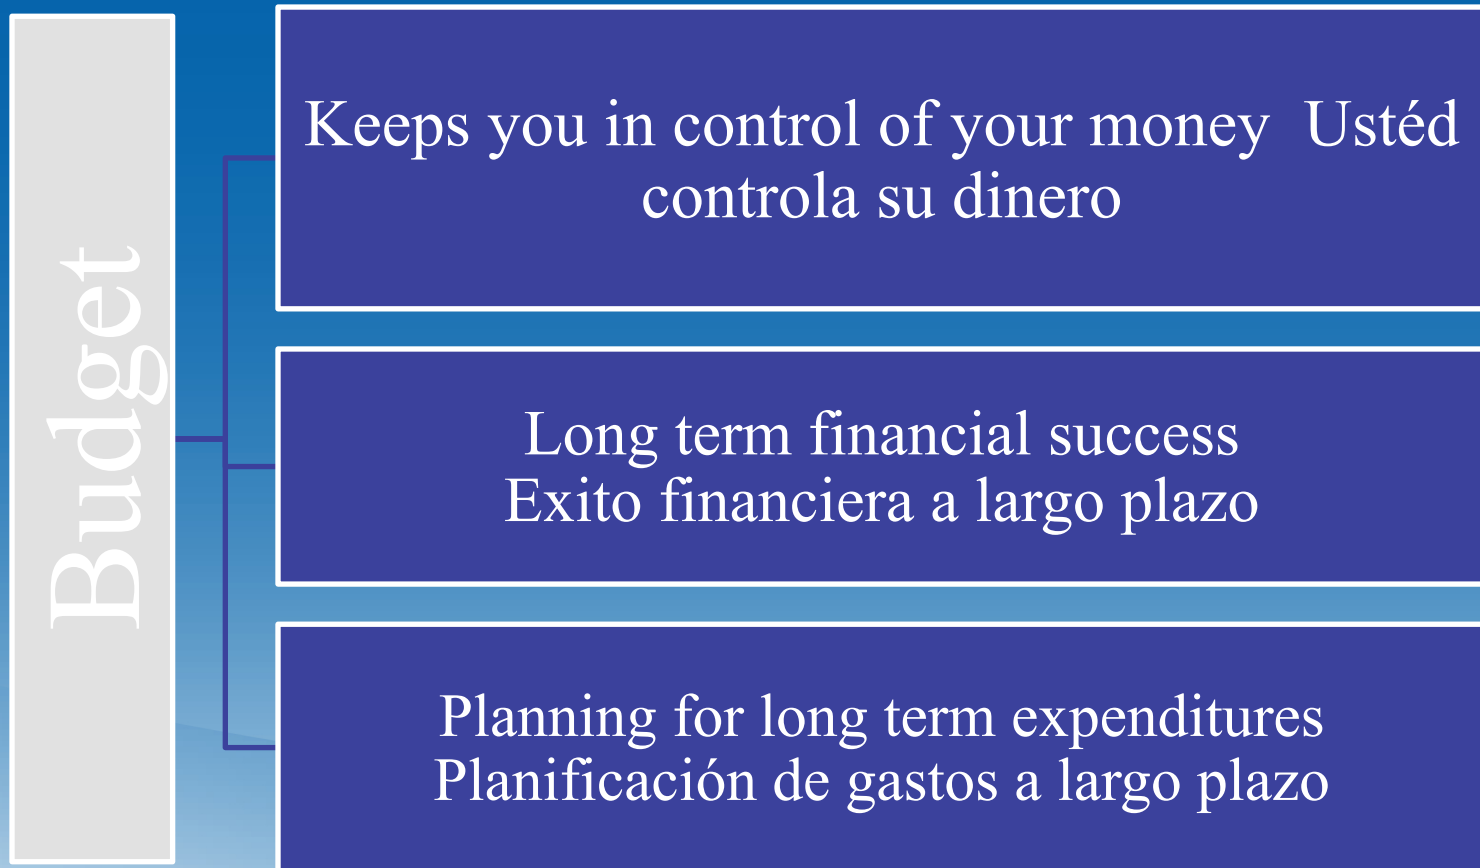 Budget
Keeps you in control of your money  Ustéd
controla su dinero
Long term financial success
Exito financiera a largo plazo
Planning for long term expenditures
Planificación de gastos a largo plazo